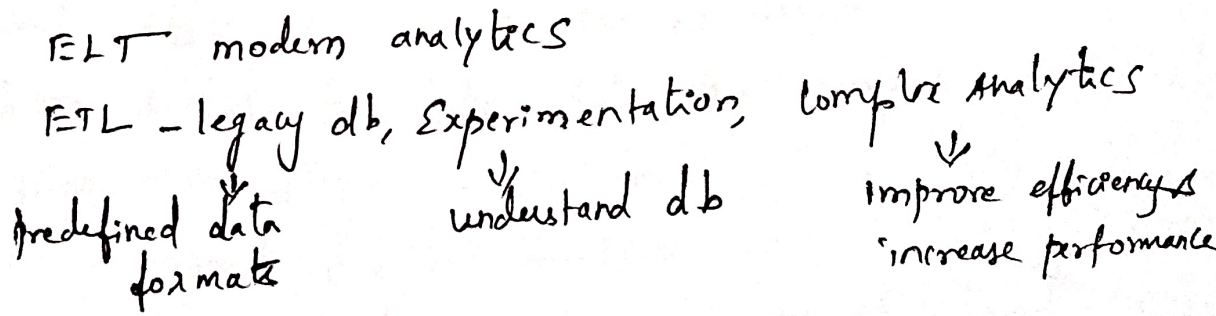 ELT modern analytics
ETL - legacy db, Experimentation, Complex Analytics
predefined data formats
understand db
improve efficiency &
increase performance